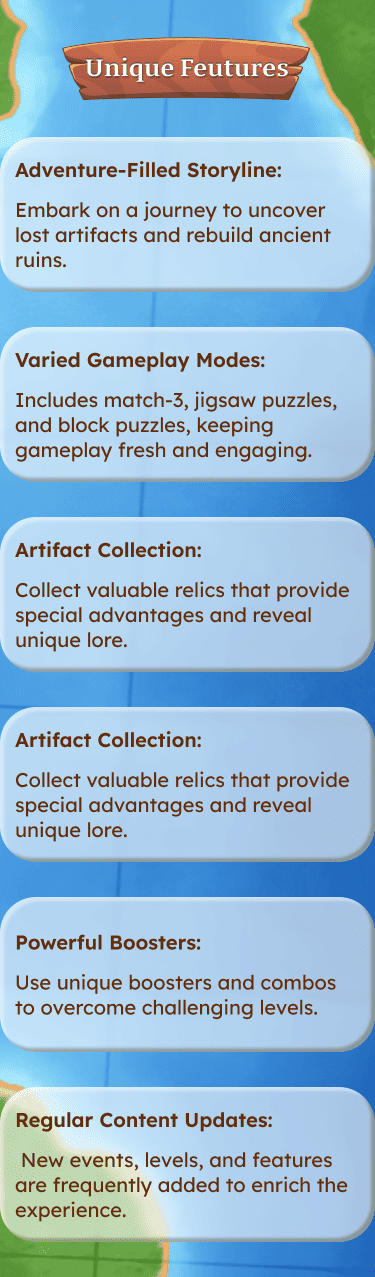 Unique Feutures
Adventure-Filled Storyline:
Embark on a journey to uncover
lost artifacts and rebuild ancient
ruins.
Varied Gameplay Modes:
Includes match-3, jigsaw puzzles,
and block puzzles, keeping
gameplay fresh and engaging.
Artifact Collection:
Collect valuable relics that provide
special advantages and reveal
unique lore.
Artifact Collection:
Collect valuable relics that provide
special advantages and reveal
unique lore.
Powerful Boosters:
Use unique boosters and combos
to overcome challenging levels.
Regular Content Updates:
New events, levels, and features
are frequently added to enrich the
experience.